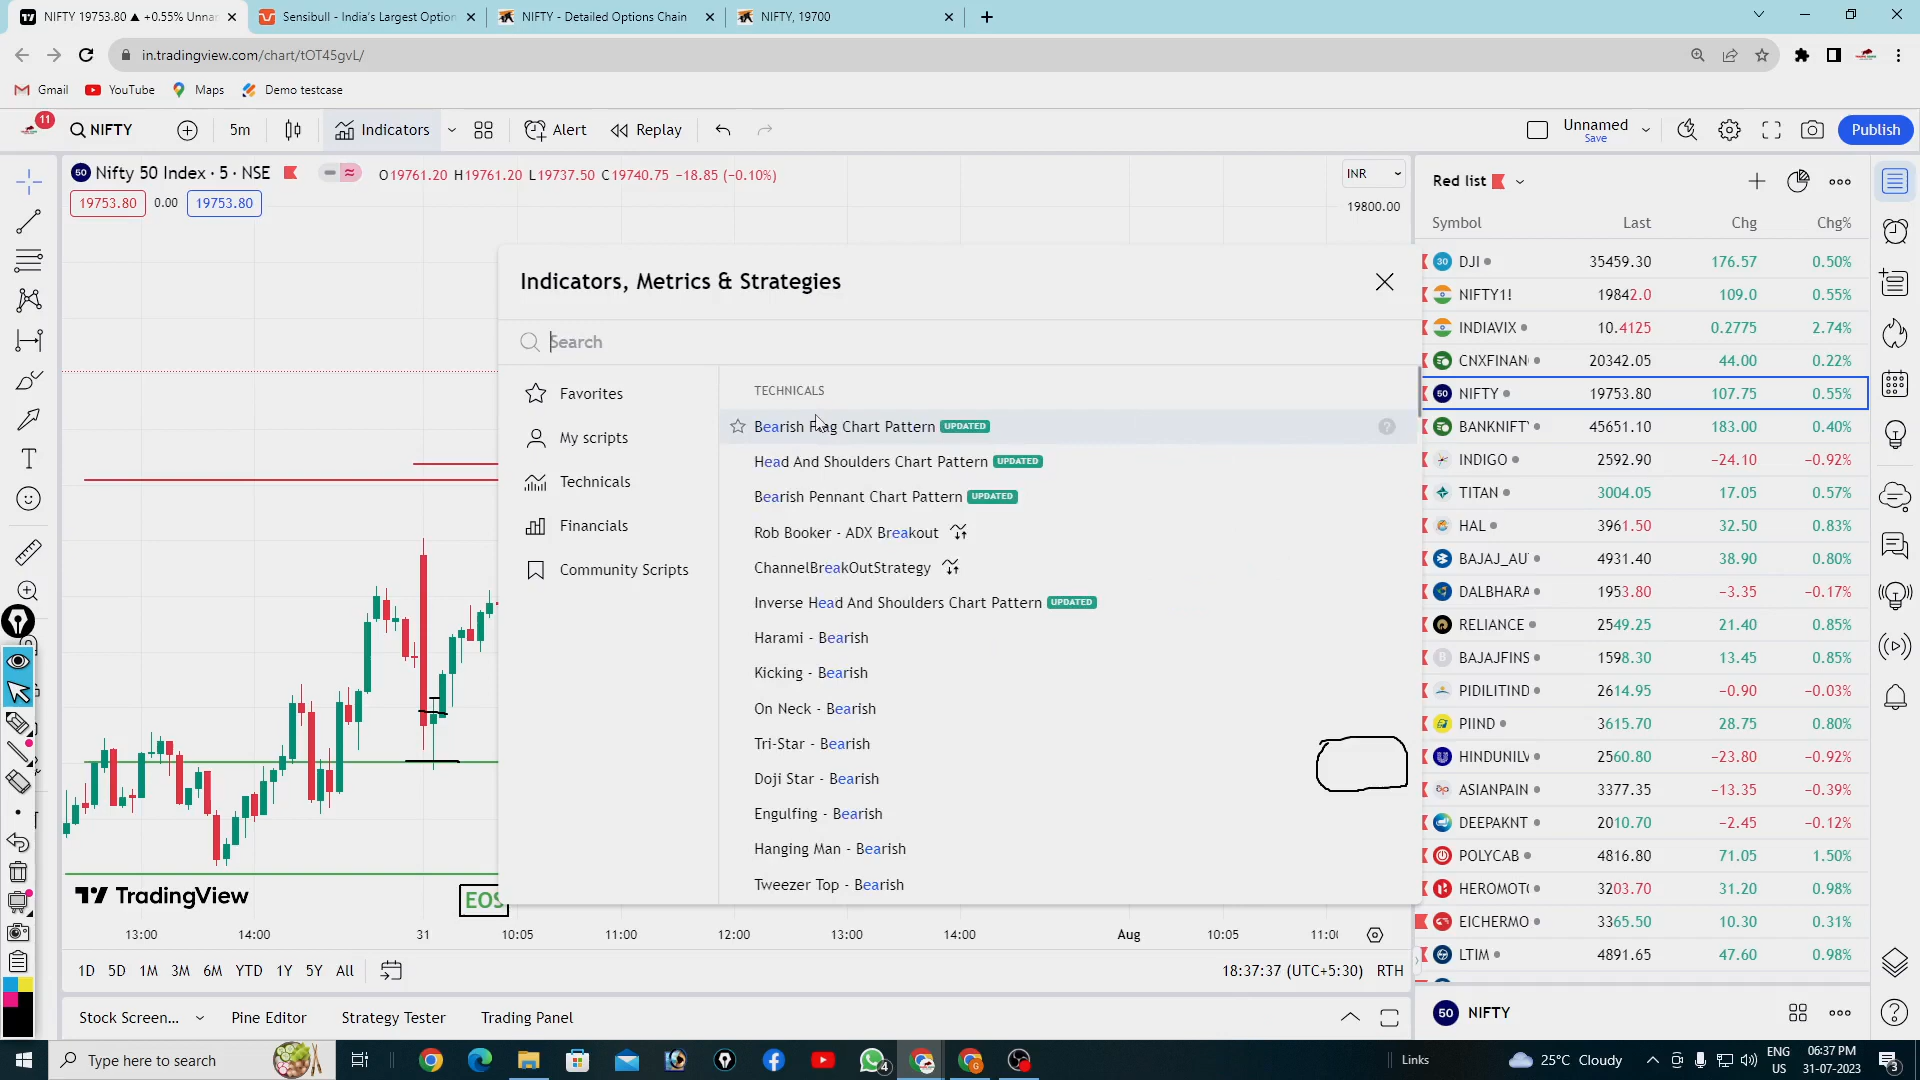 NIFTY 19753.80 ▲ +0.55% Unnar
Sensibull - India's Largest Option
NIFTY - Detailed Options Chain
NIFTY, 19700
in.tradingview.com/chart/tOT45gvL/
Gmail
YouTube
Maps
Demo testcase
11
NIFTY
5m
Indicators
Alert
Replay
Unnamed
Save
Publish
50 Nifty 50 Index · 5 · NSE
O19761.20 H19761.20 L19737.50 C19740.75 −18.85 (−0.10%)
INR
19753.80
0.00
19753.80
19800.00
Red list
Symbol Last Chg Chg%
30 DJI 35459.30 176.57 0.50%
NIFTY1! 19842.0 109.0 0.55%
INDIAVIX 10.4125 0.2775 2.74%
CNXFINAN 20342.05 44.00 0.22%
50 NIFTY 19753.80 107.75 0.55%
BANKNIFTY 45651.10 183.00 0.40%
INDIGO 2592.90 −24.10 −0.92%
TITAN 3004.05 17.05 0.57%
HAL 3961.50 32.50 0.83%
BAJAJ_AU 4931.40 38.90 0.80%
DALBHARA 1953.80 −3.35 −0.17%
RELIANCE 2549.25 21.40 0.85%
BAJAJFINS 1598.30 13.45 0.85%
PIDILITIND 2614.95 −0.90 −0.03%
PIIND 3615.70 28.75 0.80%
HINDUNILV 2560.80 −23.80 −0.92%
ASIANPAIN 3377.35 −13.35 −0.39%
DEEPAKNT 2010.70 −2.45 −0.12%
POLYCAB 4816.80 71.05 1.50%
HEROMOTO 3203.70 31.20 0.98%
EICHERMO 3365.50 10.30 0.31%
LTIM 4891.65 47.60 0.98%
50 NIFTY
Indicators, Metrics & Strategies
Search
Favorites
My scripts
Technicals
Financials
Community Scripts
TECHNICALS
Bearish Flag Chart Pattern UPDATED
Head And Shoulders Chart Pattern UPDATED
Bearish Pennant Chart Pattern UPDATED
Rob Booker - ADX Breakout
ChannelBreakOutStrategy
Inverse Head And Shoulders Chart Pattern UPDATED
Harami - Bearish
Kicking - Bearish
On Neck - Bearish
Tri-Star - Bearish
Doji Star - Bearish
Engulfing - Bearish
Hanging Man - Bearish
Tweezer Top - Bearish
TradingView
EOS
13:00 14:00 31 10:05 11:00 12:00 13:00 14:00 Aug 10:05 11:00
1D 5D 1M 3M 6M YTD 1Y 5Y All
18:37:37 (UTC+5:30) RTH
Stock Screen...
Pine Editor
Strategy Tester
Trading Panel
Type here to search
4
Links
25°C Cloudy
ENG
US
06:37 PM
31-07-2023
3